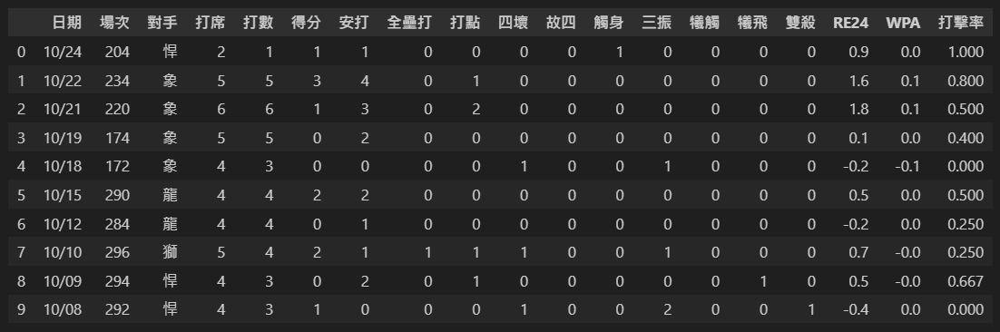 日期 場次 對手 打席 打數 得分 安打 全壘打 打點 四壞 故四 觸身 三振 犧觸 犧飛 雙殺 RE24 WPA 打擊率
0 10/24 204 悍 2 1 1 1 0 0 0 0 1 0 0 0 0 0.9 0.0 1.000
1 10/22 234 象 5 5 3 4 0 1 0 0 0 0 0 0 0 1.6 0.1 0.800
2 10/21 220 象 6 6 1 3 0 2 0 0 0 0 0 0 0 1.8 0.1 0.500
3 10/19 174 象 5 5 0 2 0 0 0 0 0 0 0 0 0 0.1 0.0 0.400
4 10/18 172 象 4 3 0 0 0 0 1 0 0 1 0 0 0 -0.2 -0.1 0.000
5 10/15 290 龍 4 4 2 2 0 0 0 0 0 0 0 0 0 0.5 0.0 0.500
6 10/12 284 龍 4 4 0 1 0 0 0 0 0 0 0 0 0 -0.2 0.0 0.250
7 10/10 296 獅 5 4 2 1 1 1 1 0 0 1 0 0 0 0.7 -0.0 0.250
8 10/09 294 悍 4 3 0 2 0 1 0 0 0 0 0 1 0 0.5 -0.0 0.667
9 10/08 292 悍 4 3 1 0 0 0 1 0 0 2 0 0 1 -0.4 0.0 0.000